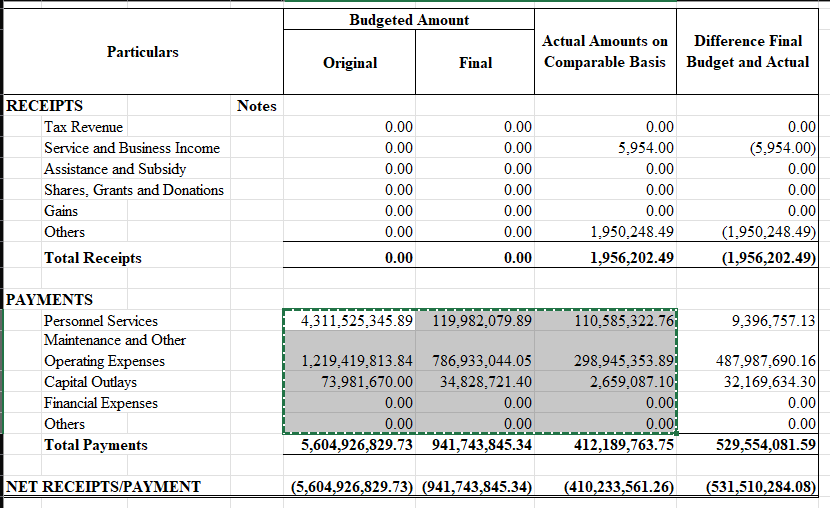 Budgeted Amount
Particulars Original Final Actual Amounts on Comparable Basis Difference Final Budget and Actual
RECEIPTS Notes
Tax Revenue 0.00 0.00 0.00 0.00
Service and Business Income 0.00 0.00 5,954.00 (5,954.00)
Assistance and Subsidy 0.00 0.00 0.00 0.00
Shares, Grants and Donations 0.00 0.00 0.00 0.00
Gains 0.00 0.00 0.00 0.00
Others 0.00 0.00 1,950,248.49 (1,950,248.49)
Total Receipts 0.00 0.00 1,956,202.49 (1,956,202.49)
PAYMENTS
Personnel Services 4,311,525,345.89 119,982,079.89 110,585,322.76 9,396,757.13
Maintenance and Other
Operating Expenses 1,219,419,813.84 786,933,044.05 298,945,353.89 487,987,690.16
Capital Outlays 73,981,670.00 34,828,721.40 2,659,087.10 32,169,634.30
Financial Expenses 0.00 0.00 0.00 0.00
Others 0.00 0.00 0.00 0.00
Total Payments 5,604,926,829.73 941,743,845.34 412,189,763.75 529,554,081.59
NET RECEIPTS/PAYMENT (5,604,926,829.73) (941,743,845.34) (410,233,561.26) (531,510,284.08)